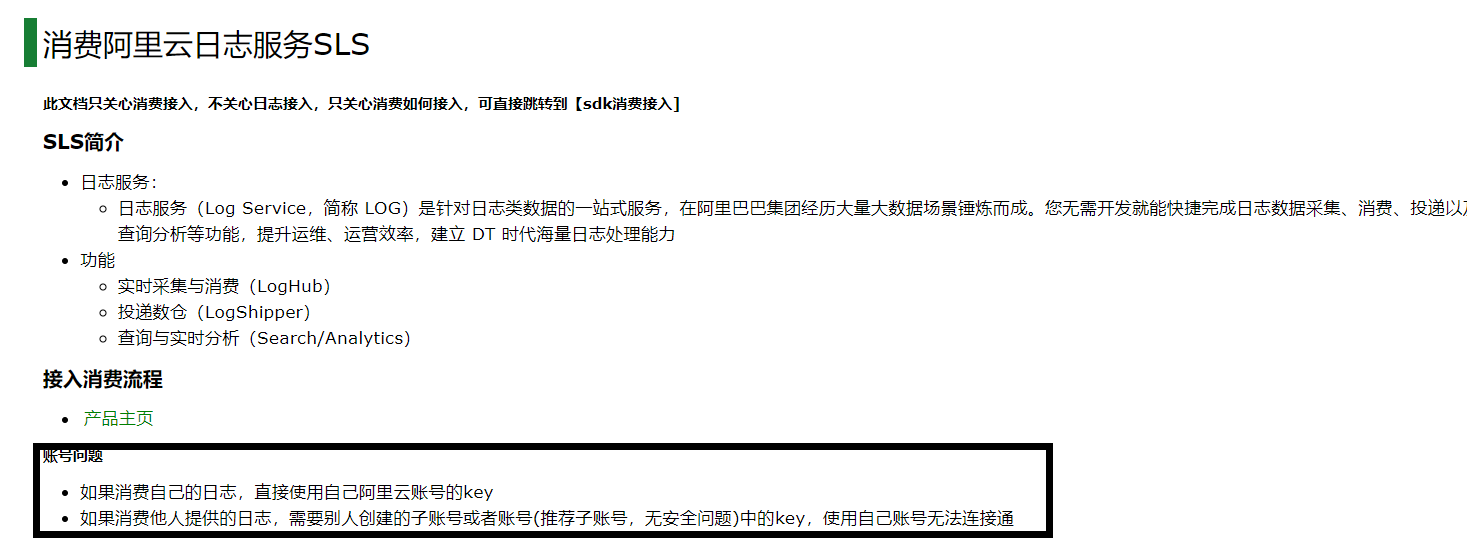 消费阿里云日志服务SLS
此文档只关心消费接入，不关心日志接入，只关心消费如何接入，可直接跳转到【sdk消费接入]
SLS简介
日志服务：
日志服务（Log Service，简称 LOG）是针对日志类数据的一站式服务，在阿里巴巴集团经历大量大数据场景锤炼而成。您无需开发就能快捷完成日志数据采集、消费、投递以及
查询分析等功能，提升运维、运营效率，建立 DT 时代海量日志处理能力
功能
实时采集与消费（LogHub）
投递数仓（LogShipper）
查询与实时分析（Search/Analytics）
接入消费流程
产品主页
账号问题
如果消费自己的日志，直接使用自己阿里云账号的key
如果消费他人提供的日志，需要别人创建的子账号或者账号(推荐子账号，无安全问题)中的key，使用自己账号无法连接通